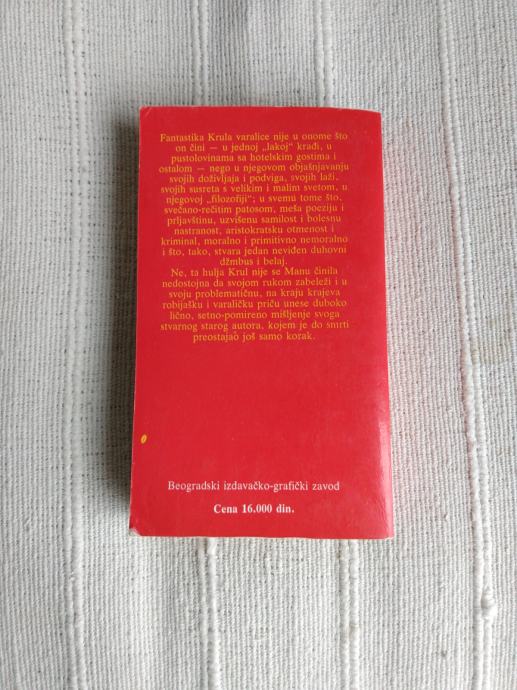 Fantastika Krula varalice nije u onome što
on čini — u jednoj „lakoj" krađi, u
pustolovinama sa hotelskim gostima i
ostalom — nego u njegovom objašnjavanju
svojih doživljaja i podviga, svojih laži,
svojih susreta s velikim i malim svetom, u
njegovoj „filozofiji"; u svemu tome što,
svečano-rečitim patosom, meša poeziju i
prljavštinu, uzvišenu samilost i bolesnu
nastranost, aristokratsku otmenost i
kriminal, moralno i primitivno nemoralno
i što, tako, stvara jedan neviđen duhovni
džmbus i belaj.
Ne, ta hulja Krul nije se Manu činila
nedostojna da svojom rukom zabeleži i u
svoju problematičnu, na kraju krajeva
robijašku i varaličku priču unese duboko
lično, setno-pomireno mišljenje svoga
stvarnog starog autora, kojem je do smrti
preostajao još samo korak.
Beogradski izdavačko-grafički zavod
Cena 16.000 din.